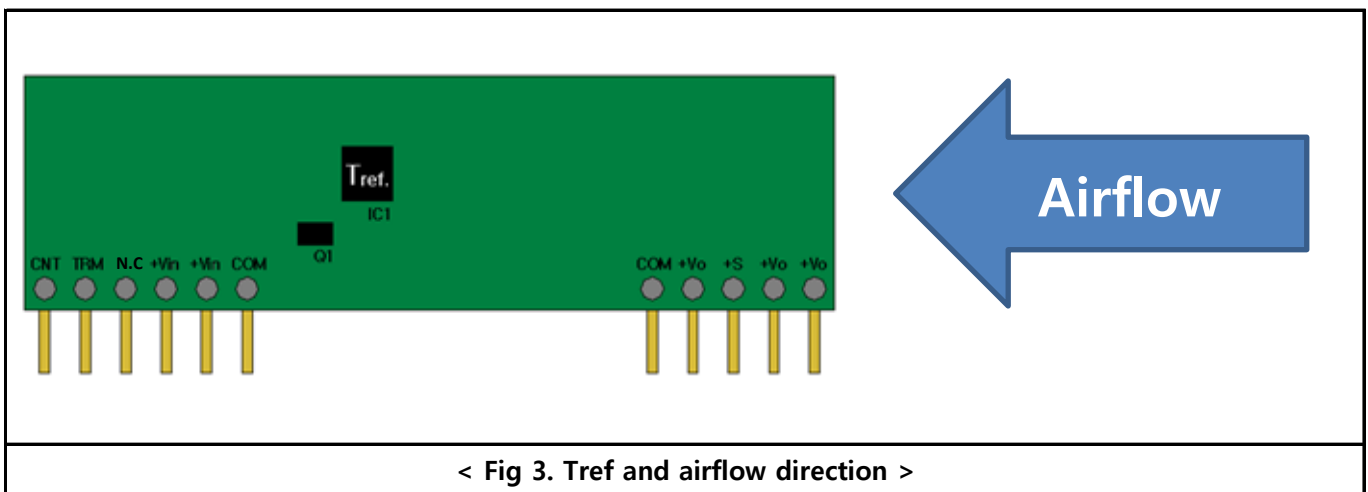 Tref.
IC1
Airflow
Q1
CNT TRM N.C +Vin +Vin COM
COM +Vo +S +Vo +Vo
< Fig 3. Tref and airflow direction >